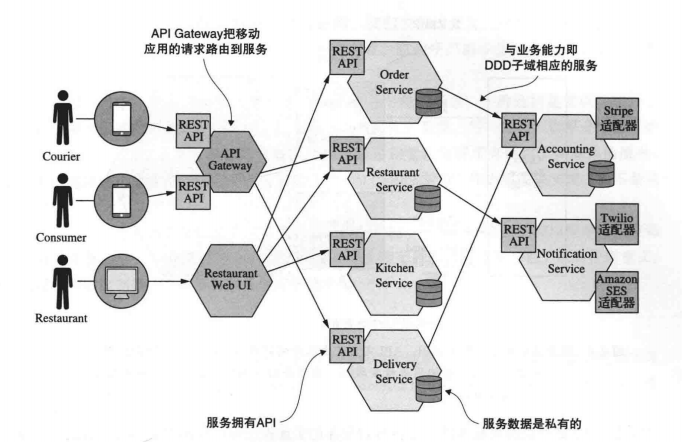 API Gateway把移动
应用的请求路由到服务
与业务能力即
DDD子域相应的服务
REST
API
Order
Service
Courier
REST
API
API
Gateway
REST
API
Consumer
REST
API
Restaurant
Service
REST
API
Accounting
Service
Stripe
适配器
Restaurant
Restaurant
Web UI
REST
API
Kitchen
Service
REST
API
Notification
Service
Twilio
适配器
Amazon
SES
适配器
REST
API
Delivery
Service
服务拥有API
服务数据是私有的